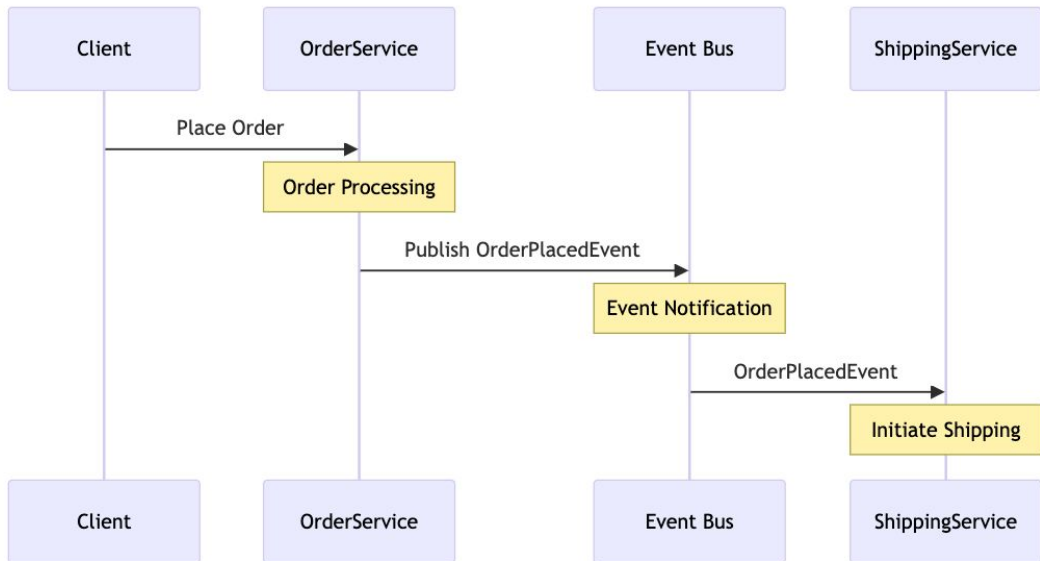 Client
OrderService
Event Bus
ShippingService
Place Order
Order Processing
Publish OrderPlacedEvent
Event Notification
OrderPlacedEvent
Initiate Shipping
Client
OrderService
Event Bus
ShippingService